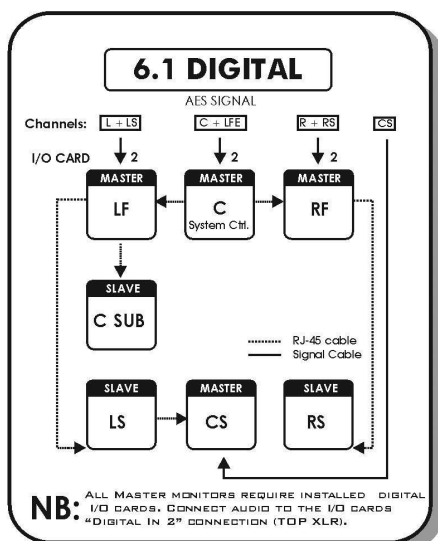 6.1 DIGITAL
AES SIGNAL
Channels: L + LS C + LFE R + RS CS
I/O CARD 2 2 2
MASTER MASTER MASTER
LF C RF
System Ctrl.
SLAVE
C SUB
RJ-45 cable
Signal Cable
SLAVE MASTER SLAVE
LS CS RS
NB: ALL MASTER MONITORS REQUIRE INSTALLED DIGITAL
I/O CARDS. CONNECT AUDIO TO THE I/O CARDS
"DIGITAL IN 2" CONNECTION (TOP XLR).